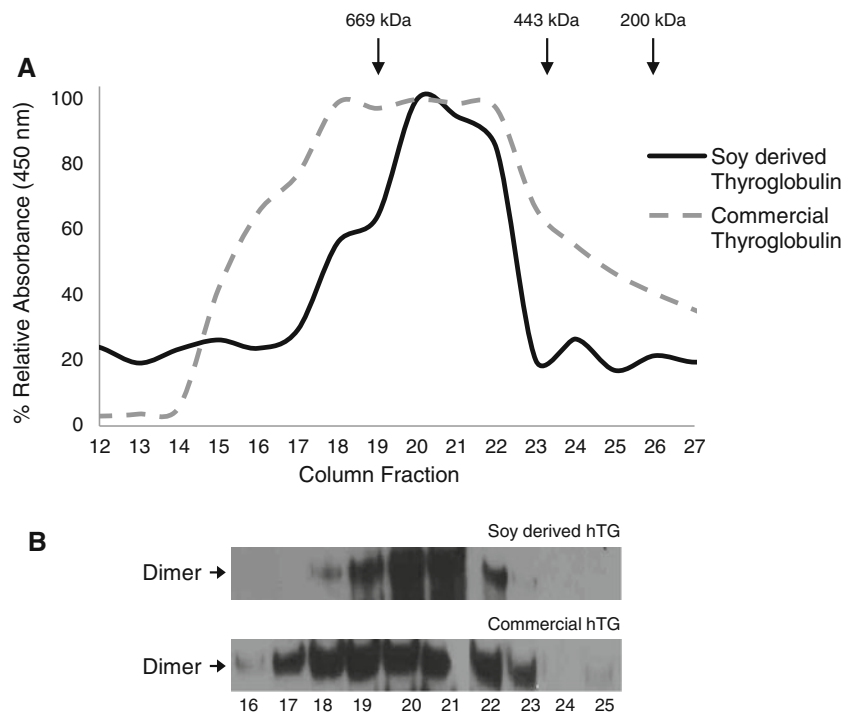 669 kDa 443 kDa 200 kDa
A
% Relative Absorbance (450 nm)
100
80
60
40
20
0
12 13 14 15 16 17 18 19 20 21 22 23 24 25 26 27
Column Fraction
Soy derived
Thyroglobulin
Commercial
Thyroglobulin
B
Soy derived hTG
Dimer
Commercial hTG
Dimer
16 17 18 19 20 21 22 23 24 25